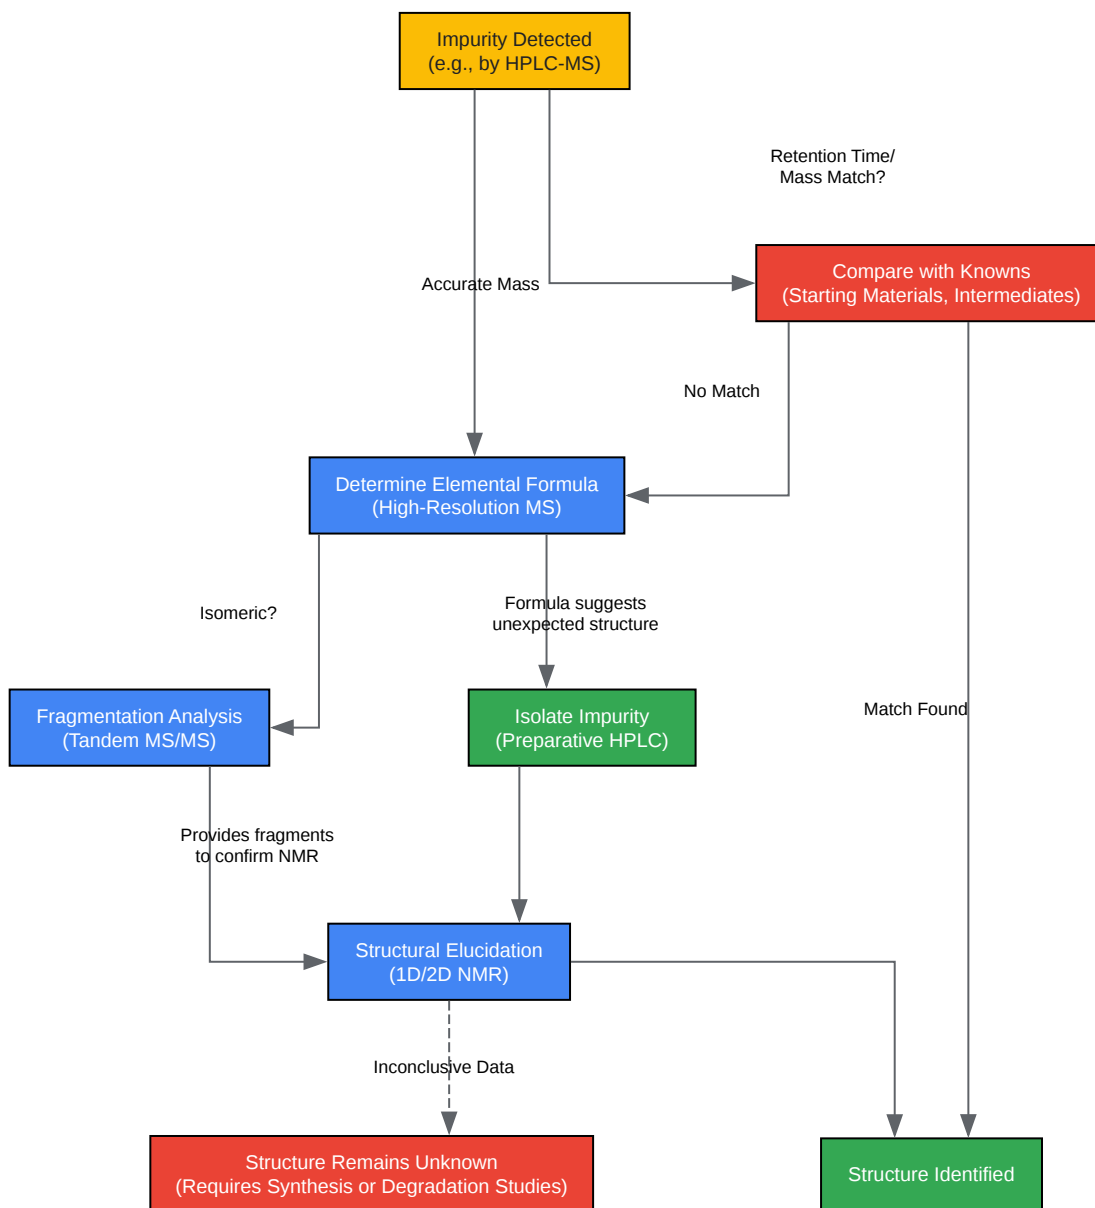 Impurity Detected
(e.g., by HPLC-MS)
Retention Time/
Mass Match?
Compare with Knowns
(Starting Materials, Intermediates)
Accurate Mass
No Match
Determine Elemental Formula
(High-Resolution MS)
Isomeric?
Formula suggests
unexpected structure
Fragmentation Analysis
(Tandem MS/MS)
Isolate Impurity
(Preparative HPLC)
Match Found
Provides fragments
to confirm NMR
Structural Elucidation
(1D/2D NMR)
Inconclusive Data
Structure Remains Unknown
(Requires Synthesis or Degradation Studies)
Structure Identified